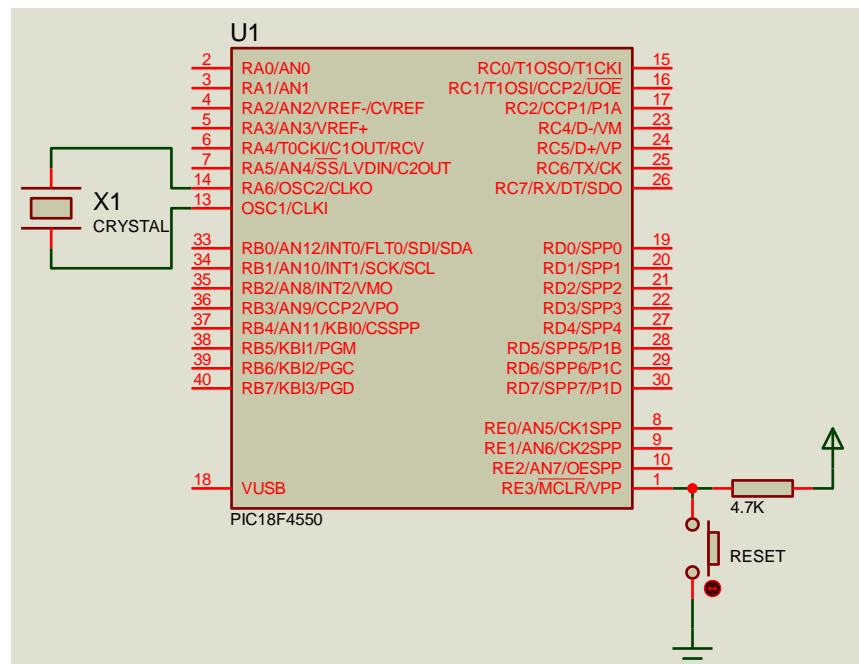 U1
2 RA0/AN0
3 RA1/AN1
4 RA2/AN2/VREF-/CVREF
5 RA3/AN3/VREF+
6 RA4/T0CKI/C1OUT/RCV
7 RA5/AN4/SS/LVDIN/C2OUT
14 RA6/OSC2/CLKO
13 OSC1/CLKI
33 RB0/AN12/INT0/FLT0/SDI/SDA
34 RB1/AN10/INT1/SCK/SCL
35 RB2/AN8/INT2/VMO
36 RB3/AN9/CCP2/VPO
37 RB4/AN11/KBI0/CSSPP
38 RB5/KBI1/PGM
39 RB6/KBI2/PGC
40 RB7/KBI3/PGD
18 VUSB
RC0/T1OSO/T1CKI 15
RC1/T1OSI/CCP2/UOE 16
RC2/CCP1/P1A 17
RC4/D-/VM 23
RC5/D+/VP 24
RC6/TX/CK 25
RC7/RX/DT/SDO 26
RD0/SPP0 19
RD1/SPP1 20
RD2/SPP2 21
RD3/SPP3 22
RD4/SPP4 27
RD5/SPP5/P1B 28
RD6/SPP6/P1C 29
RD7/SPP7/P1D 30
RE0/AN5/CK1SPP 8
RE1/AN6/CK2SPP 9
RE2/AN7/OESPP 10
RE3/MCLR/VPP 1
PIC18F4550
X1
CRYSTAL
4.7K
RESET